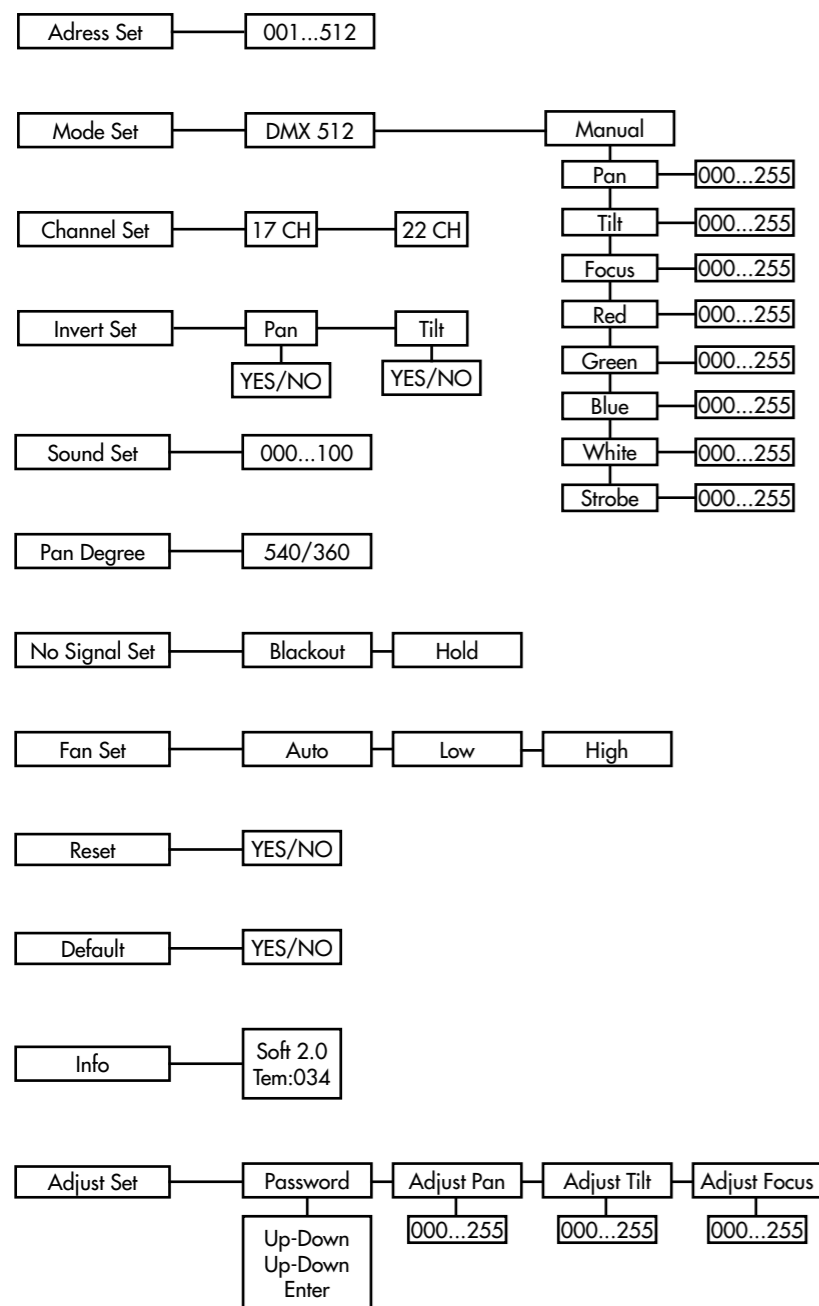 Adress Set 001...512
Mode Set DMX 512 Manual
Pan 000...255
Tilt 000...255
Focus 000...255
Red 000...255
Green 000...255
Blue 000...255
White 000...255
Strobe 000...255
Channel Set 17 CH 22 CH
Invert Set Pan Tilt
YES/NO YES/NO
Sound Set 000...100
Pan Degree 540/360
No Signal Set Blackout Hold
Fan Set Auto Low High
Reset YES/NO
Default YES/NO
Info Soft 2.0
Tem:034
Adjust Set Password Adjust Pan Adjust Tilt Adjust Focus
000...255 000...255 000...255
Up-Down
Up-Down
Enter